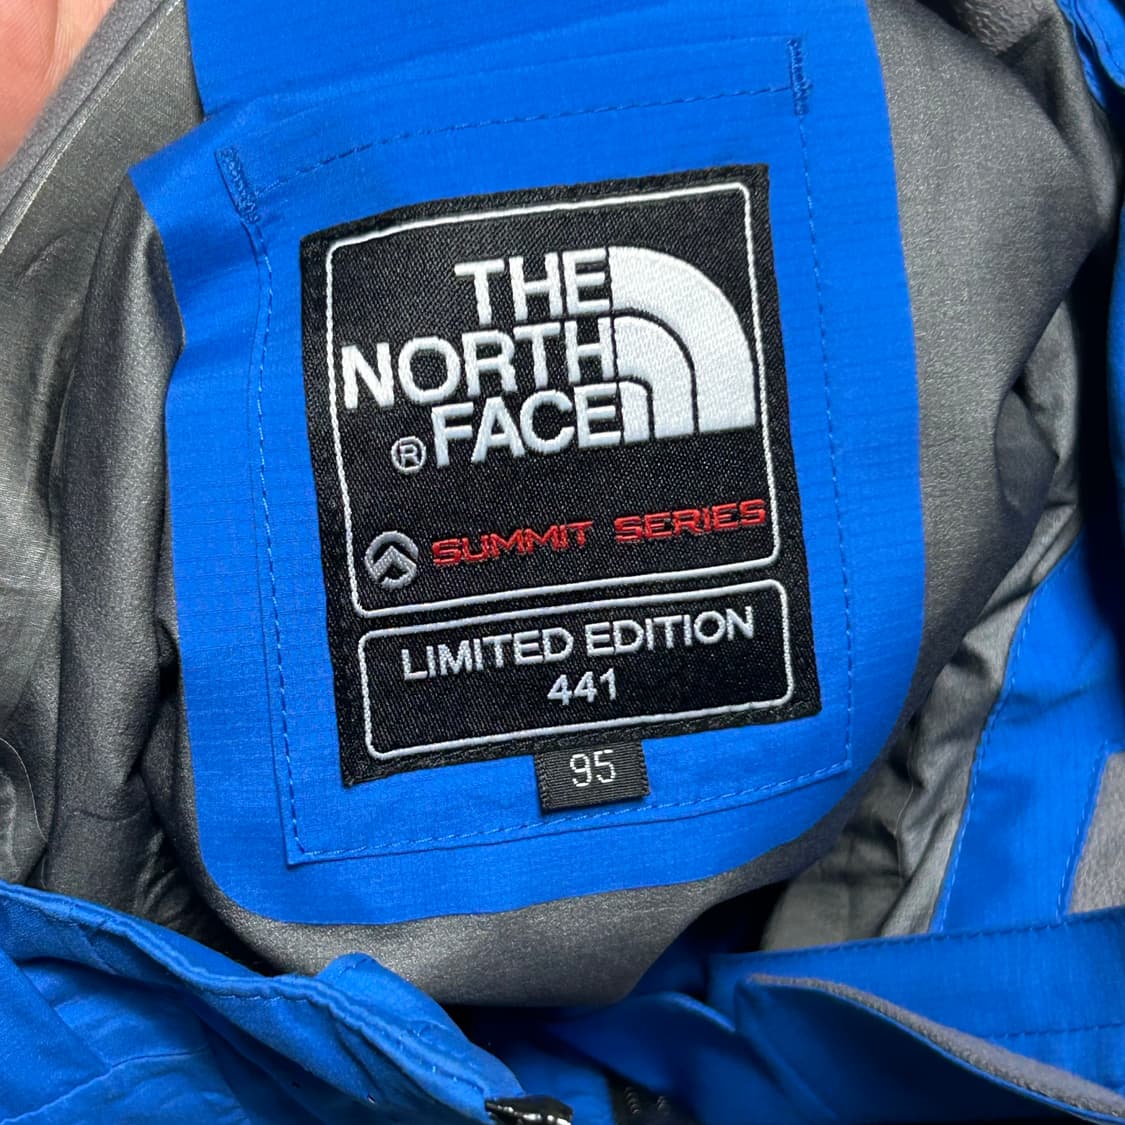 THE
NORTH
® FACE
SUMMIT SERIES
LIMITED EDITION
441
95